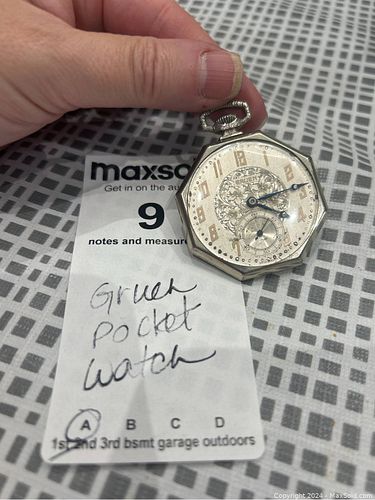 maxso
Get in on the au
9
notes and measure
Gruen
Pocket
watch
A B C D
1st 2nd 3rd bsmt garage outdoors
Copyright 2024 - MaxSold.com